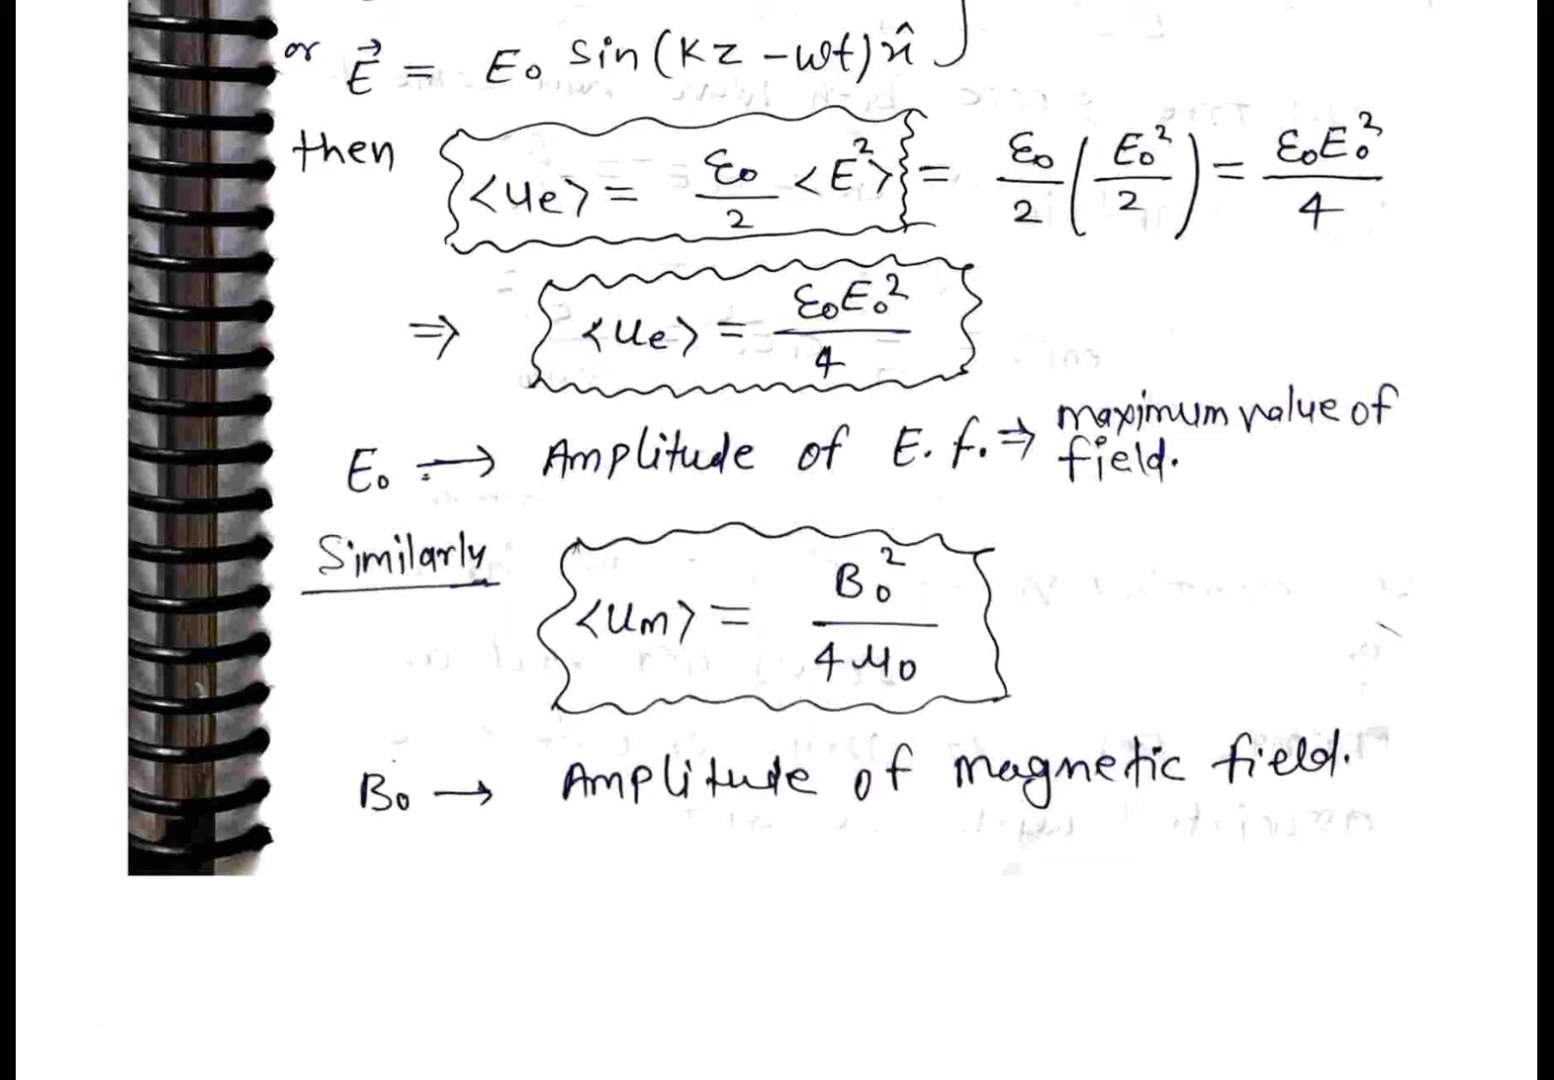 or E⃗ = E₀ sin(kz - ωt) x̂
then <ue> = ε₀/2 <E²> = ε₀/2 (E₀²/2) = ε₀E₀²/4
⇒ <ue> = ε₀E₀²/4
E₀ → Amplitude of E.f. ⇒ maximum value of field.
Similarly <um> = B₀²/4μ₀
B₀ → Amplitude of magnetic field.